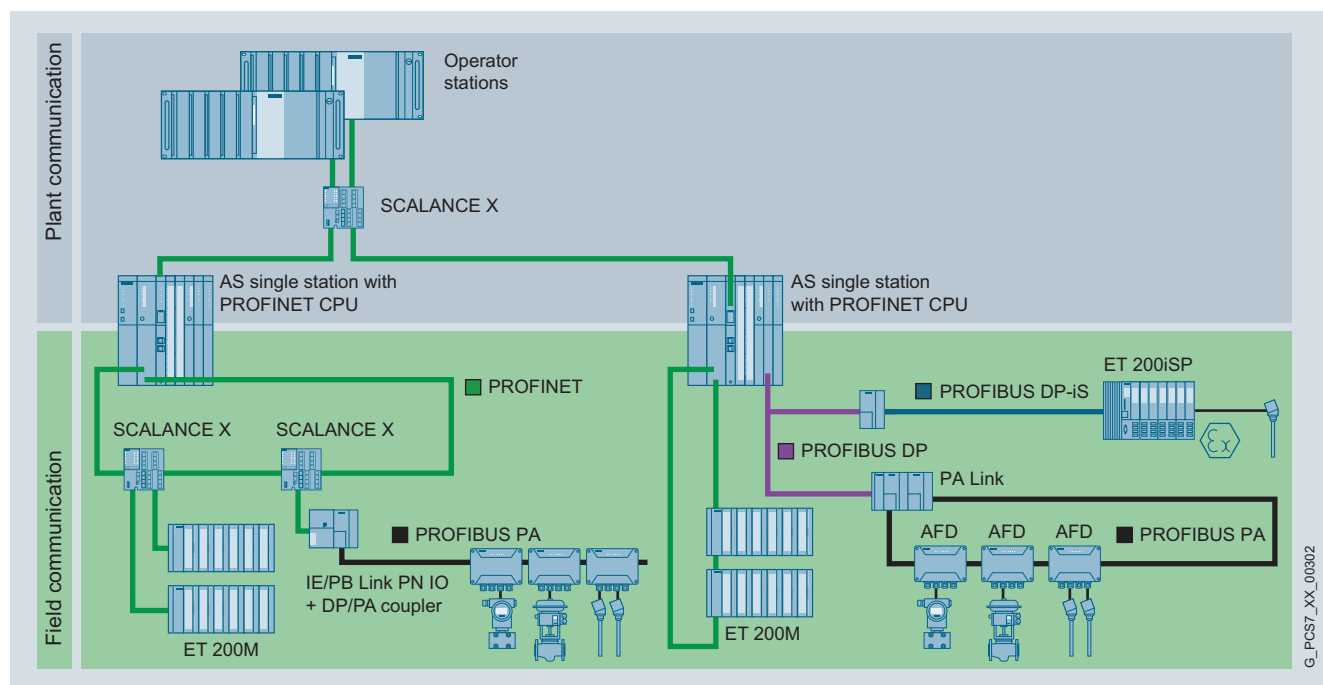 Plant communication
Operator
stations
SCALANCE X
AS single station with
PROFINET CPU
AS single station
with PROFINET CPU
Field communication
PROFINET
SCALANCE X
SCALANCE X
PROFIBUS PA
IE/PB Link PN IO
+ DP/PA coupler
ET 200M
ET 200iSP
PROFIBUS DP-iS
Ex
PROFIBUS DP
PA Link
AFD
AFD
AFD
PROFIBUS PA
ET 200M
G_PCS7_XX_00302